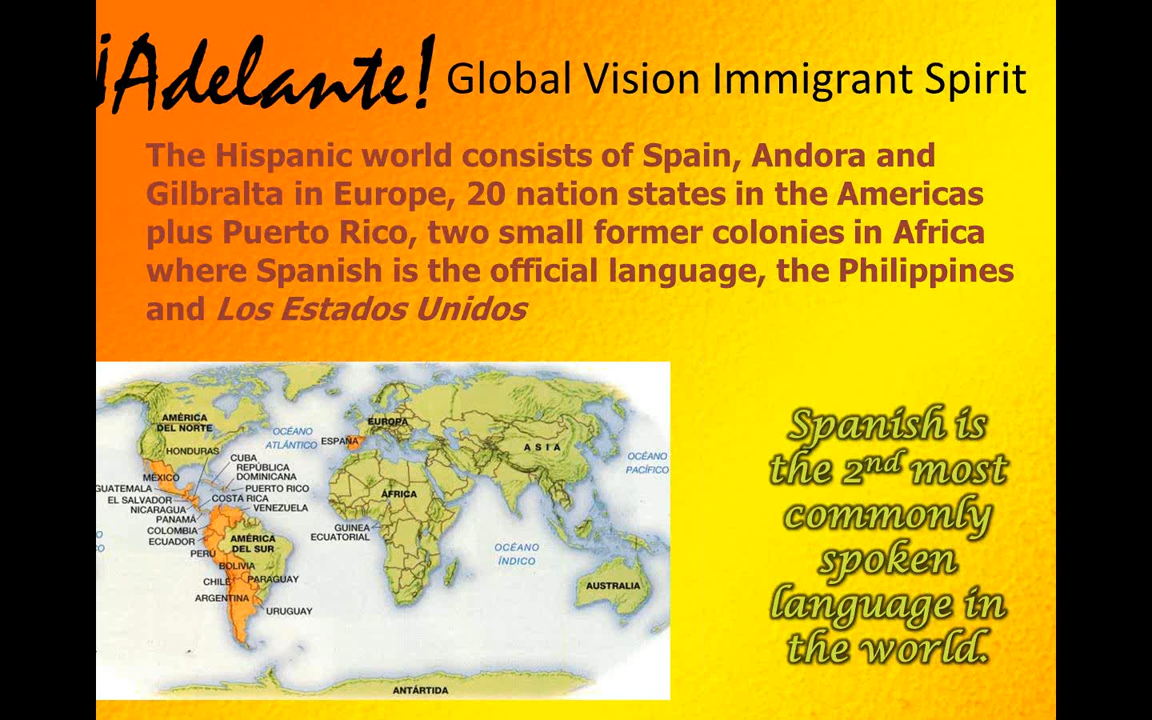 ¡Adelante! Global Vision Immigrant Spirit
The Hispanic world consists of Spain, Andora and
Gilbralta in Europe, 20 nation states in the Americas
plus Puerto Rico, two small former colonies in Africa
where Spanish is the official language, the Philippines
and Los Estados Unidos
AMÉRICA
DEL NORTE
HONDURAS
MÉXICO
GUATEMALA
EL SALVADOR
NICARAGUA
PANAMÁ
COLOMBIA
ECUADOR
PERÚ
BOLIVIA
CHILE
PARAGUAY
ARGENTINA
URUGUAY
CUBA
REPÚBLICA
DOMINICANA
PUERTO RICO
COSTA RICA
VENEZUELA
AMÉRICA
DEL SUR
OCÉANO
ATLÁNTICO
ESPAÑA
EUROPA
ÁFRICA
GUINEA
ECUATORIAL
ASIA
OCÉANO
PACÍFICO
OCÉANO
ÍNDICO
AUSTRALIA
ANTÁRTIDA
Spanish is
the 2nd most
commonly
spoken
language in
the world.